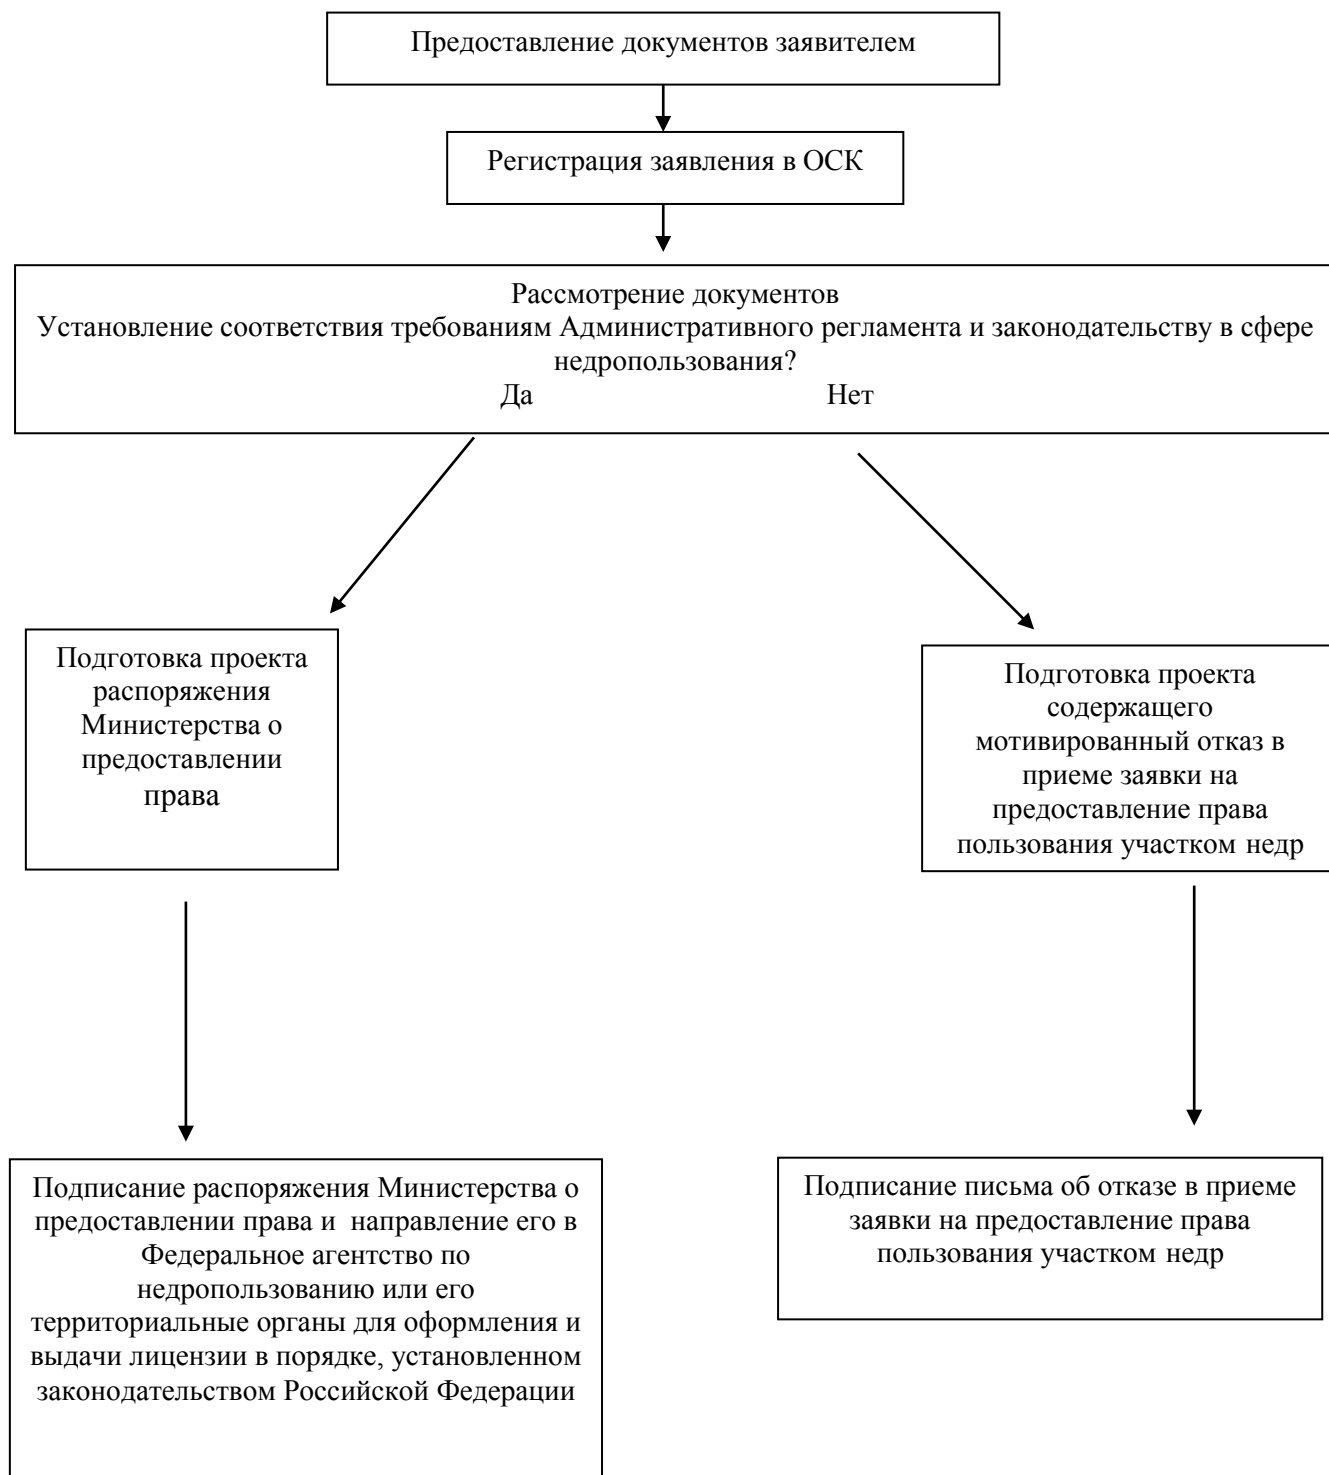 Предоставление документов заявителем
Регистрация заявления в ОСК
Рассмотрение документов
Установление соответствия требованиям Административного регламента и законодательству в сфере
недропользования?
Да Нет
Подготовка проекта
распоряжения
Министерства о
предоставлении
права
Подготовка проекта
содержащего
мотивированный отказ в
приеме заявки на
предоставление права
пользования участком недр
Подписание распоряжения Министерства о
предоставлении права и направление его в
Федеральное агентство по
недропользованию или его
территориальные органы для оформления и
выдачи лицензии в порядке, установленном
законодательством Российской Федерации
Подписание письма об отказе в приеме
заявки на предоставление права
пользования участком недр